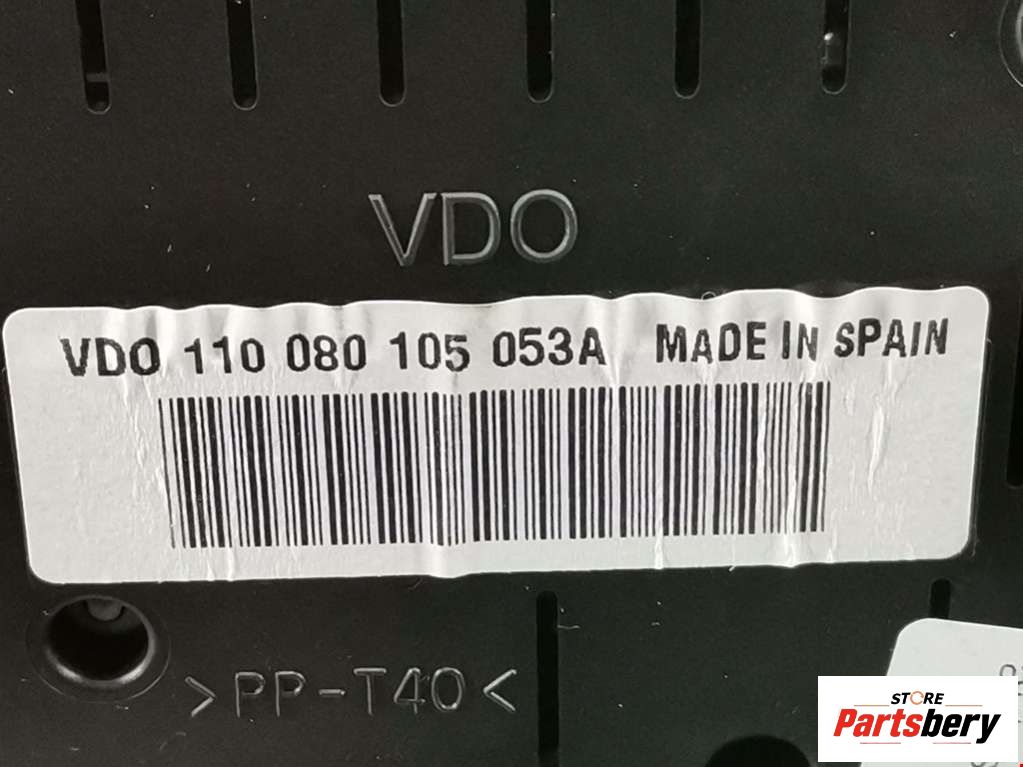 VDO
VDO 110 080 105 053A MADE IN SPAIN
>PP-T40<
STORE
Partsbery